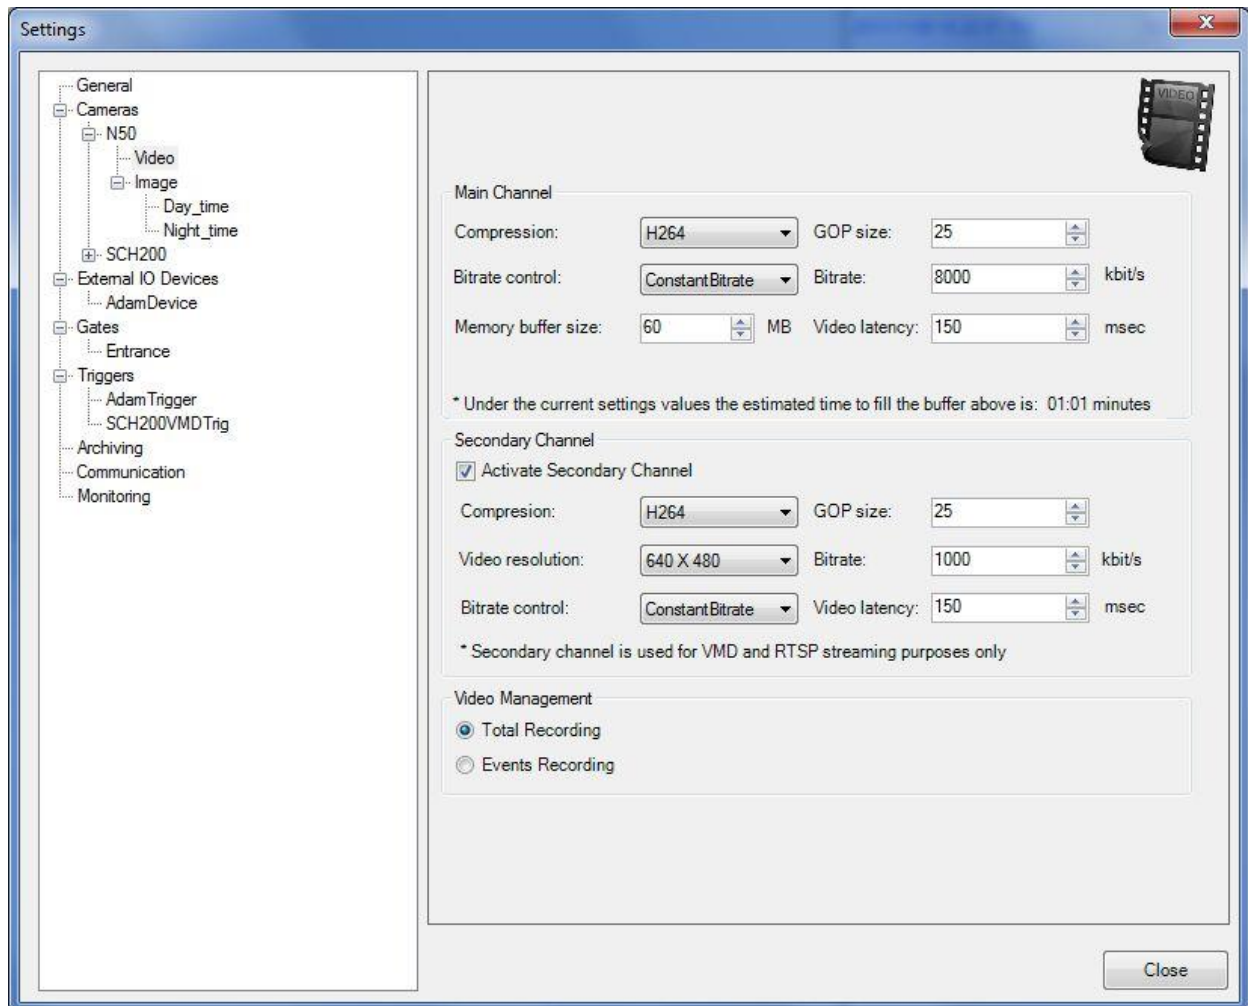 Settings
General
Cameras
N50
Video
Image
Day_time
Night_time
SCH200
External IO Devices
AdamDevice
Gates
Entrance
Triggers
AdamTrigger
SCH200VMDTrig
Archiving
Communication
Monitoring
VIDEO
Main Channel
Compression: H264 GOP size: 25
Bitrate control: ConstantBitrate Bitrate: 8000 kbit/s
Memory buffer size: 60 MB Video latency: 150 msec
* Under the current settings values the estimated time to fill the buffer above is: 01:01 minutes
Secondary Channel
Activate Secondary Channel
Compresion: H264 GOP size: 25
Video resolution: 640 X 480 Bitrate: 1000 kbit/s
Bitrate control: ConstantBitrate Video latency: 150 msec
* Secondary channel is used for VMD and RTSP streaming purposes only
Video Management
Total Recording
Events Recording
Close